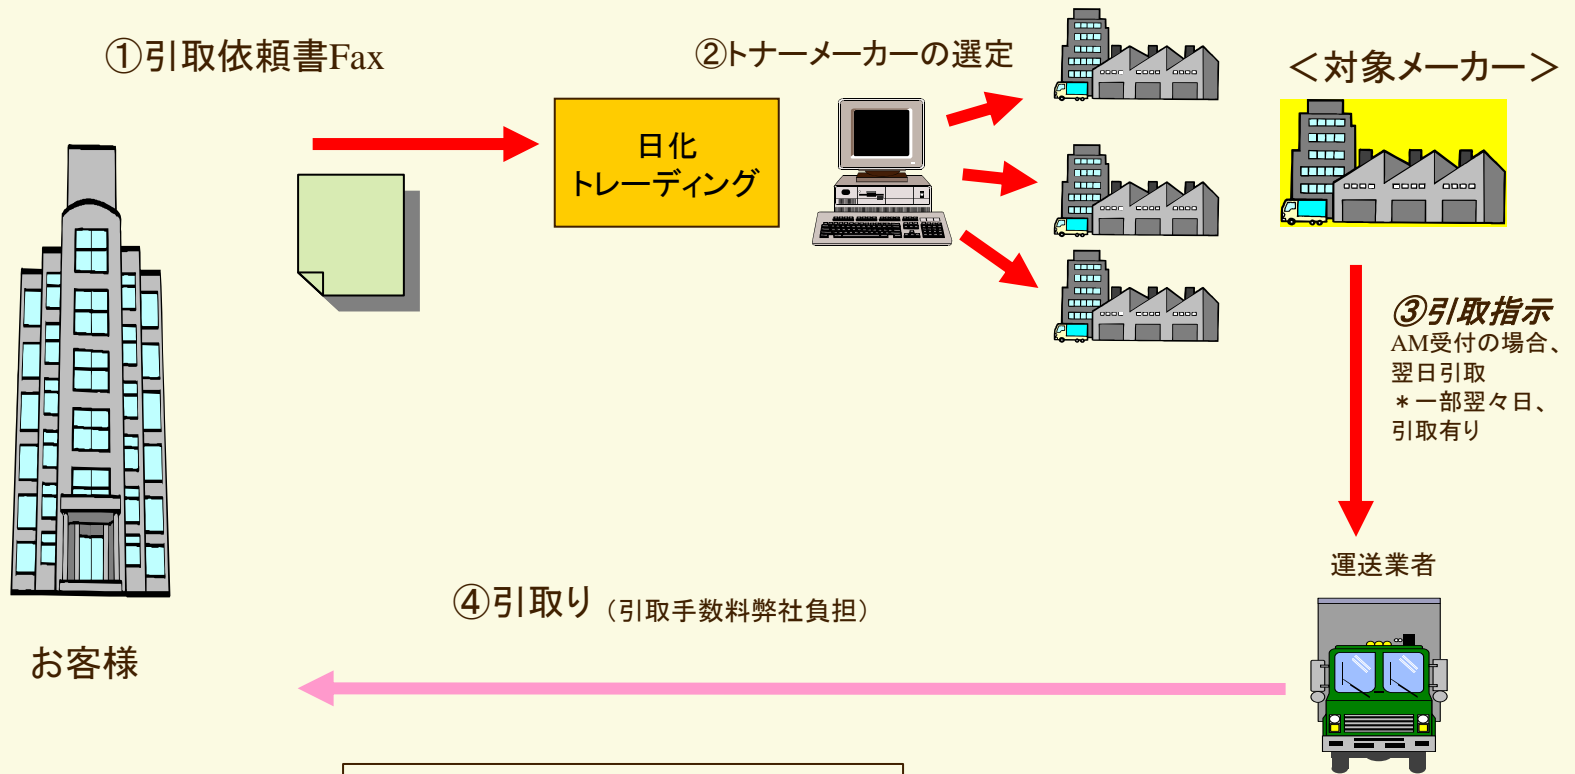 ①引取依頼書Fax
②トナーメーカーの選定
＜対象メーカー＞
日化
トレーディング
③引取指示
AM受付の場合、
翌日引取
＊一部翌々日、
引取有り
運送業者
④引取り（引取手数料弊社負担）
お客様